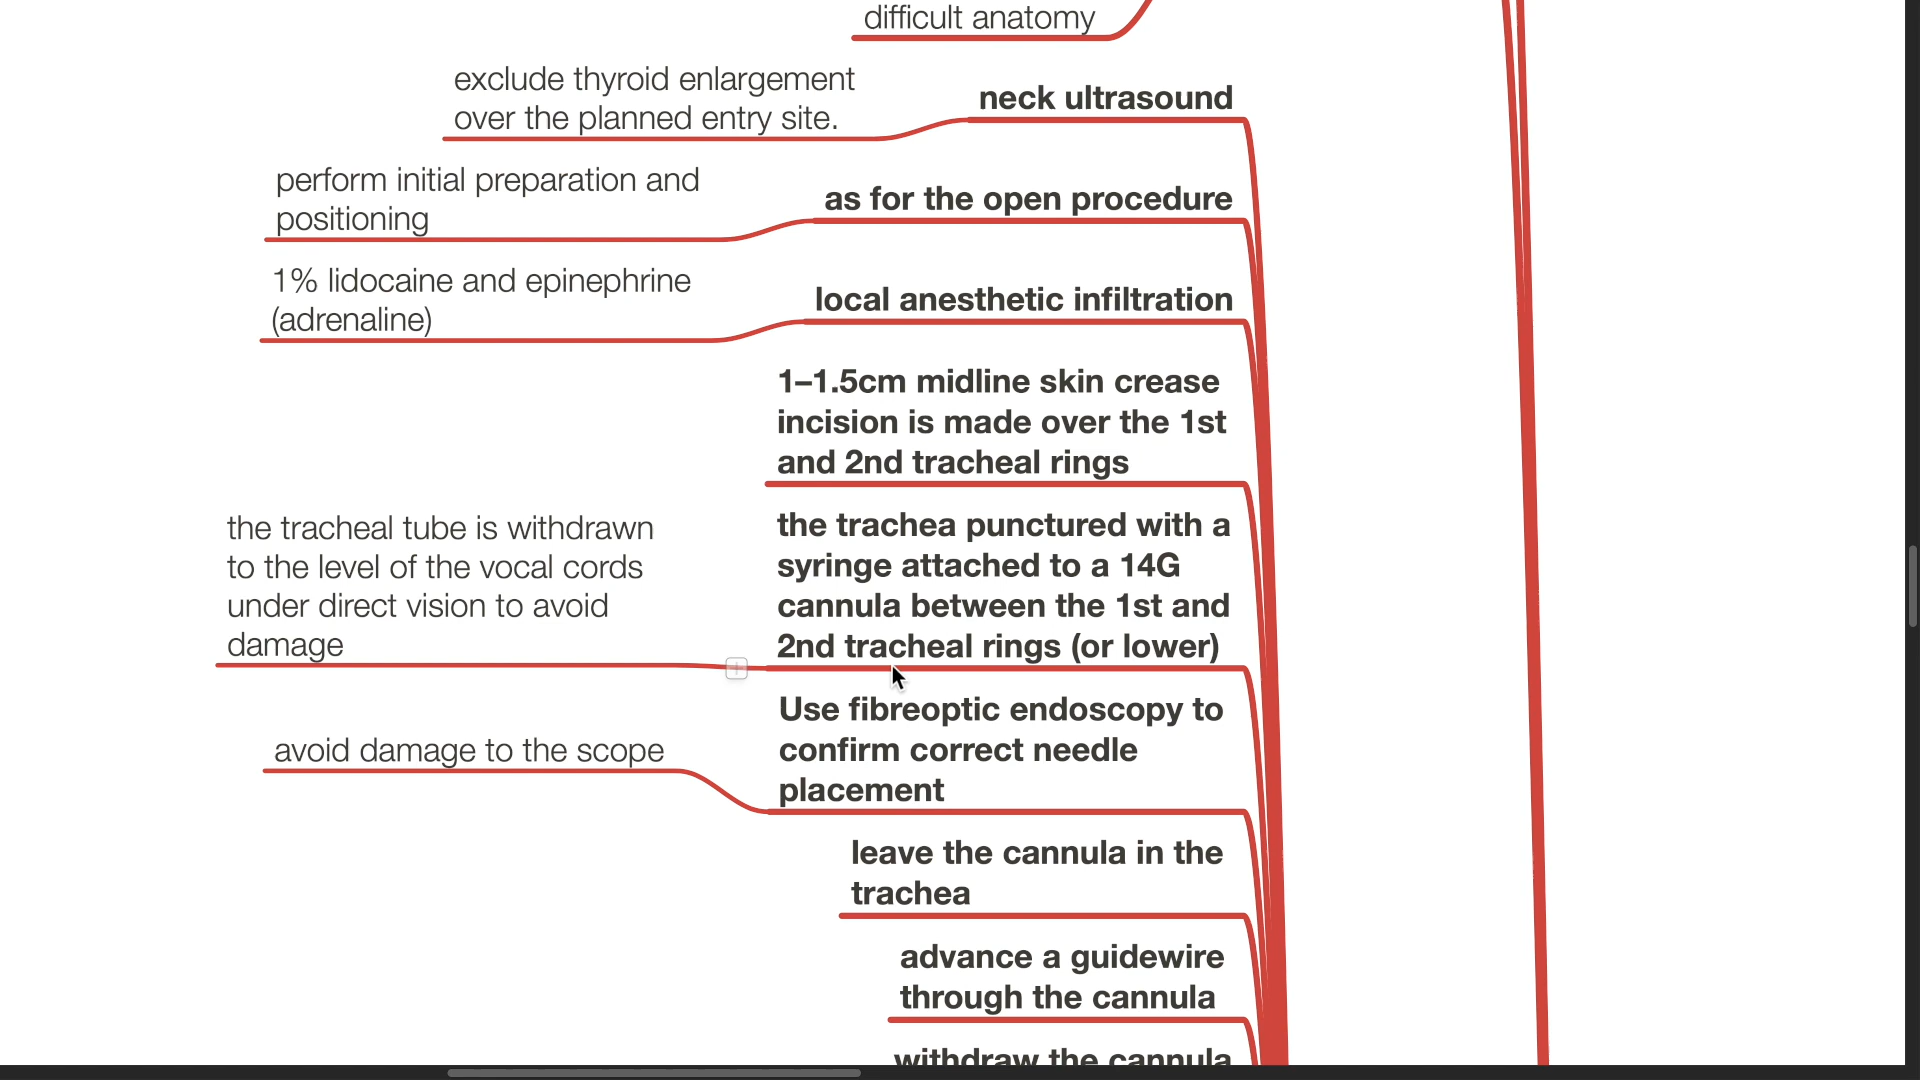 difficult anatomy
exclude thyroid enlargement
over the planned entry site.
neck ultrasound
perform initial preparation and
positioning
as for the open procedure
1% lidocaine and epinephrine
(adrenaline)
local anesthetic infiltration
1–1.5cm midline skin crease
incision is made over the 1st
and 2nd tracheal rings
the tracheal tube is withdrawn
to the level of the vocal cords
under direct vision to avoid
damage
the trachea punctured with a
syringe attached to a 14G
cannula between the 1st and
2nd tracheal rings (or lower)
avoid damage to the scope
Use fibreoptic endoscopy to
confirm correct needle
placement
leave the cannula in the
trachea
advance a guidewire
through the cannula
withdraw the cannula